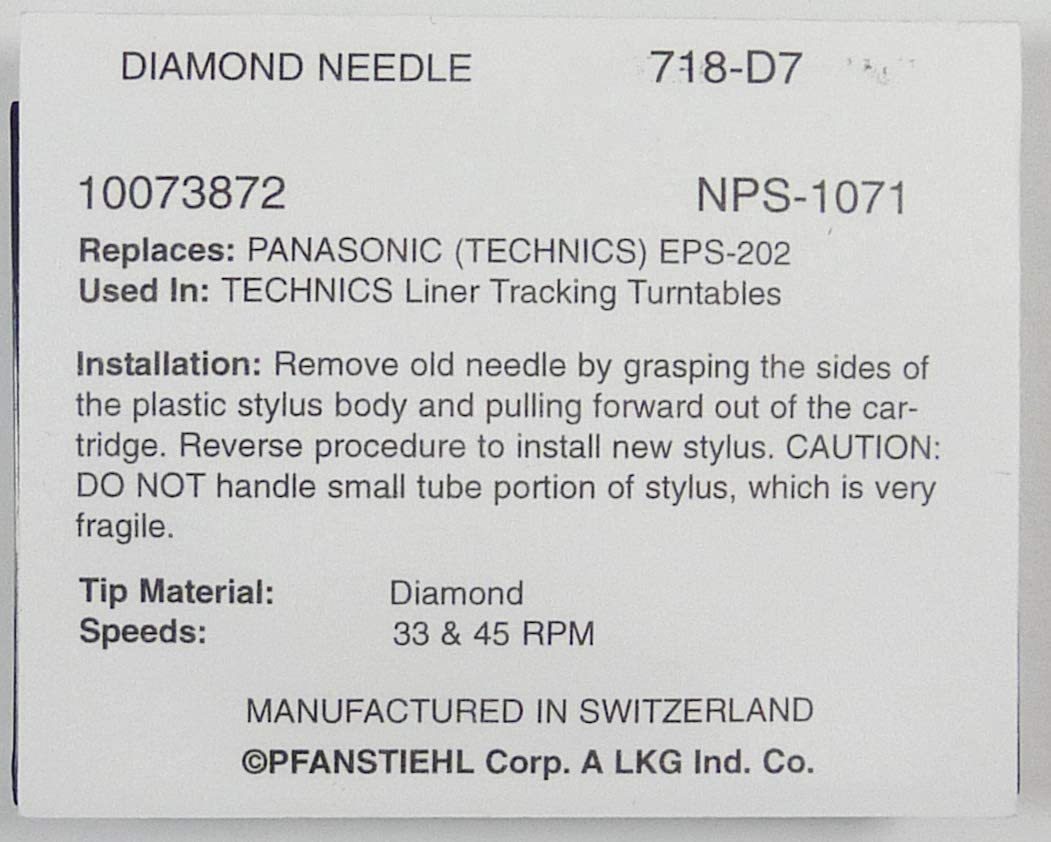 DIAMOND NEEDLE 718-D7
10073872 NPS-1071
Replaces: PANASONIC (TECHNICS) EPS-202
Used In: TECHNICS Liner Tracking Turntables
Installation: Remove old needle by grasping the sides of
the plastic stylus body and pulling forward out of the car-
tridge. Reverse procedure to install new stylus. CAUTION:
DO NOT handle small tube portion of stylus, which is very
fragile.
Tip Material: Diamond
Speeds: 33 & 45 RPM
MANUFACTURED IN SWITZERLAND
©PFANSTIEHL Corp. A LKG Ind. Co.